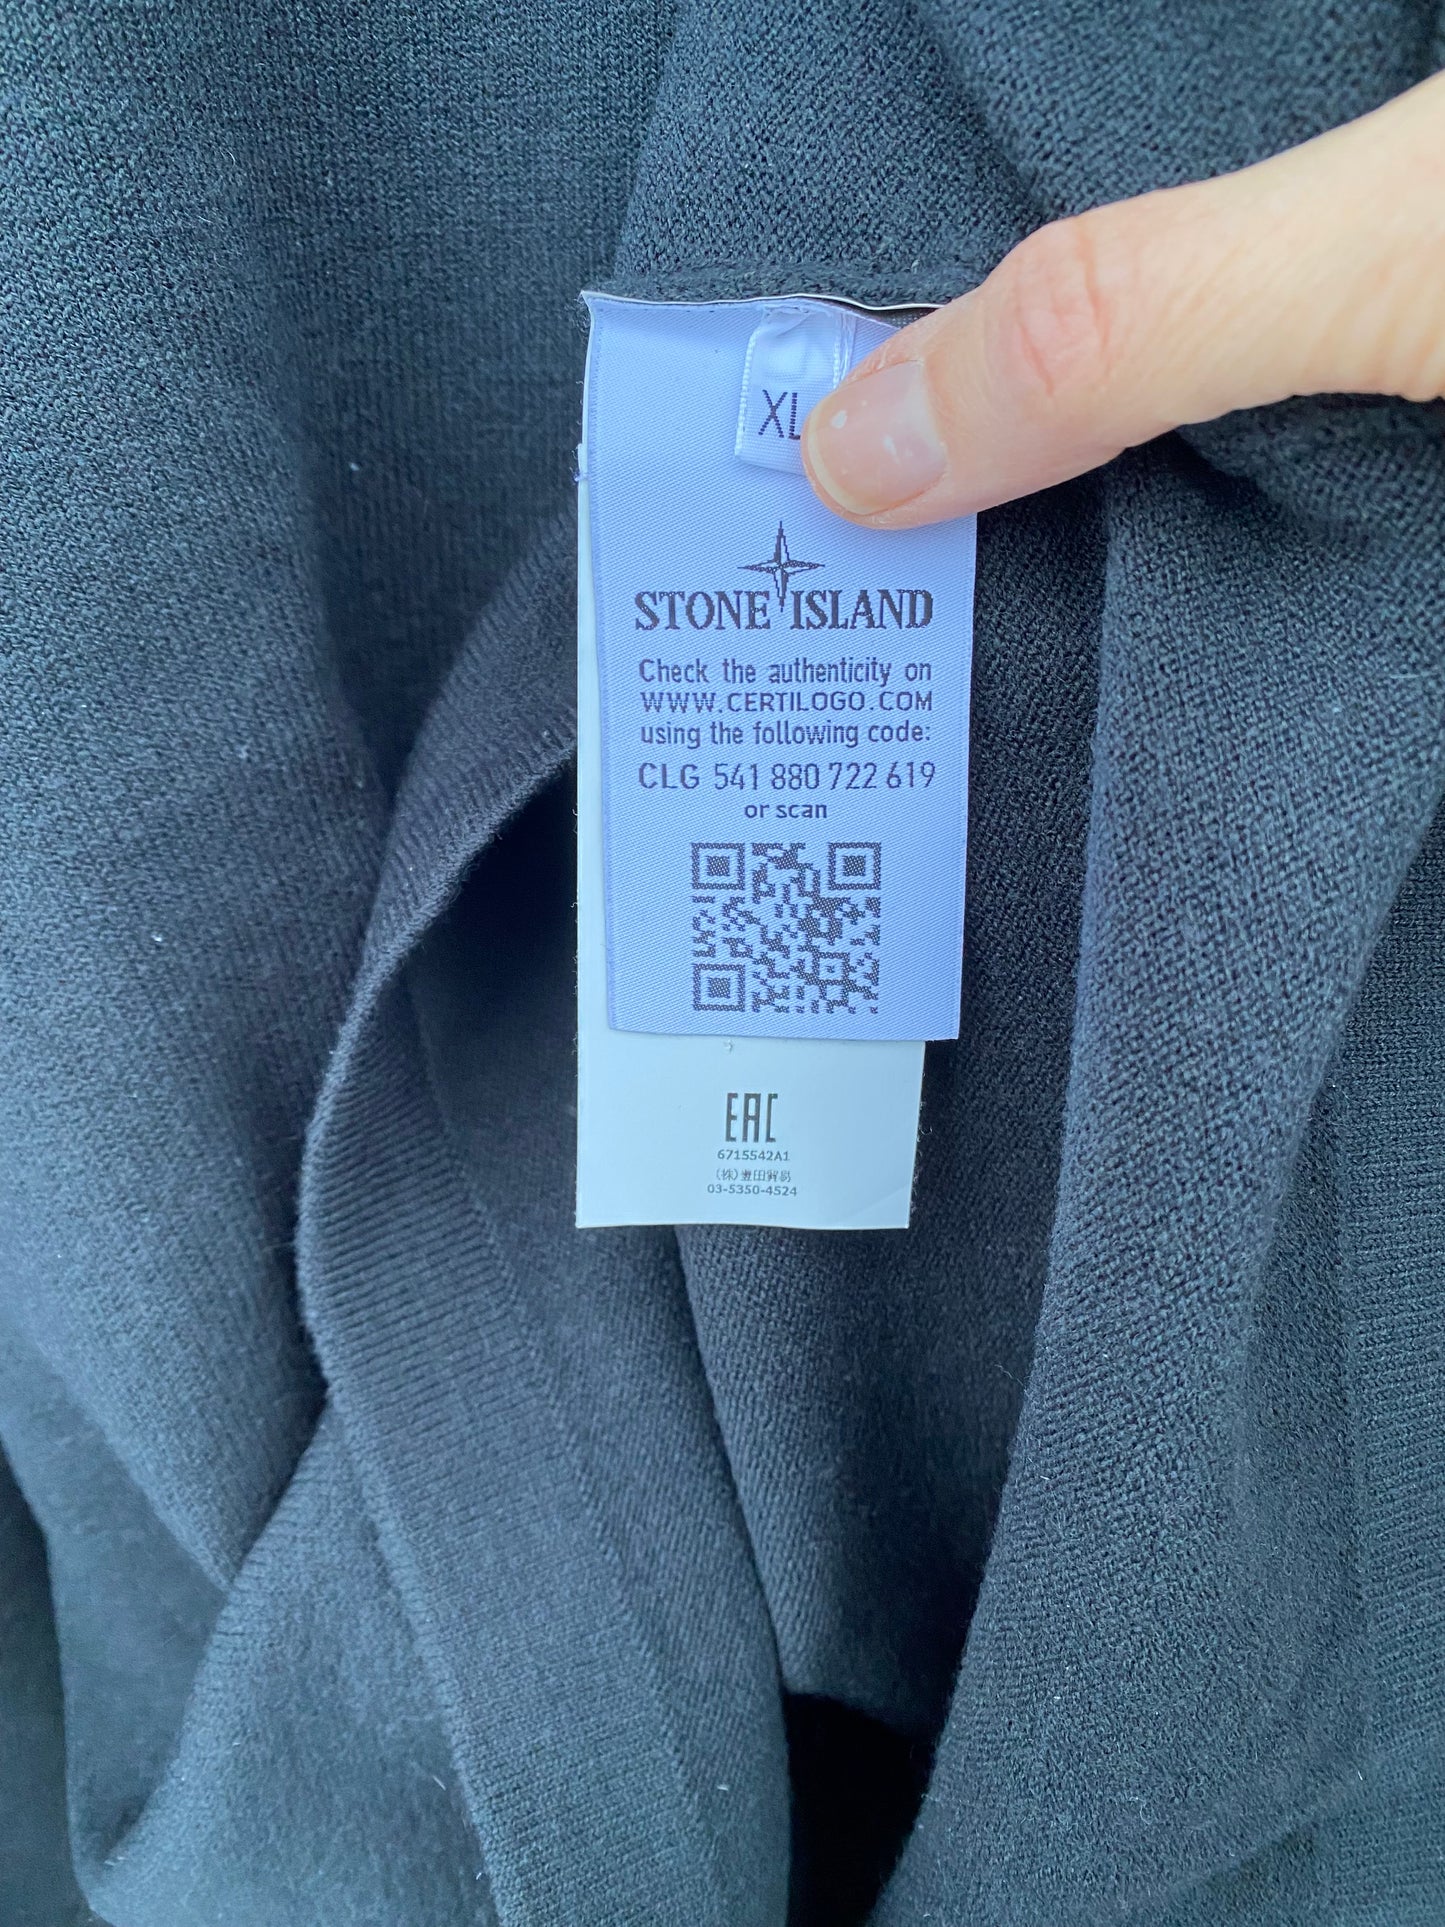 XL
STONE ISLAND
Check the authenticity on
WWW.CERTILOGO.COM
using the following code:
CLG 541 880 722 619
or scan
EAC
6715542A1
(株)豊田貿易
03-5350-4524